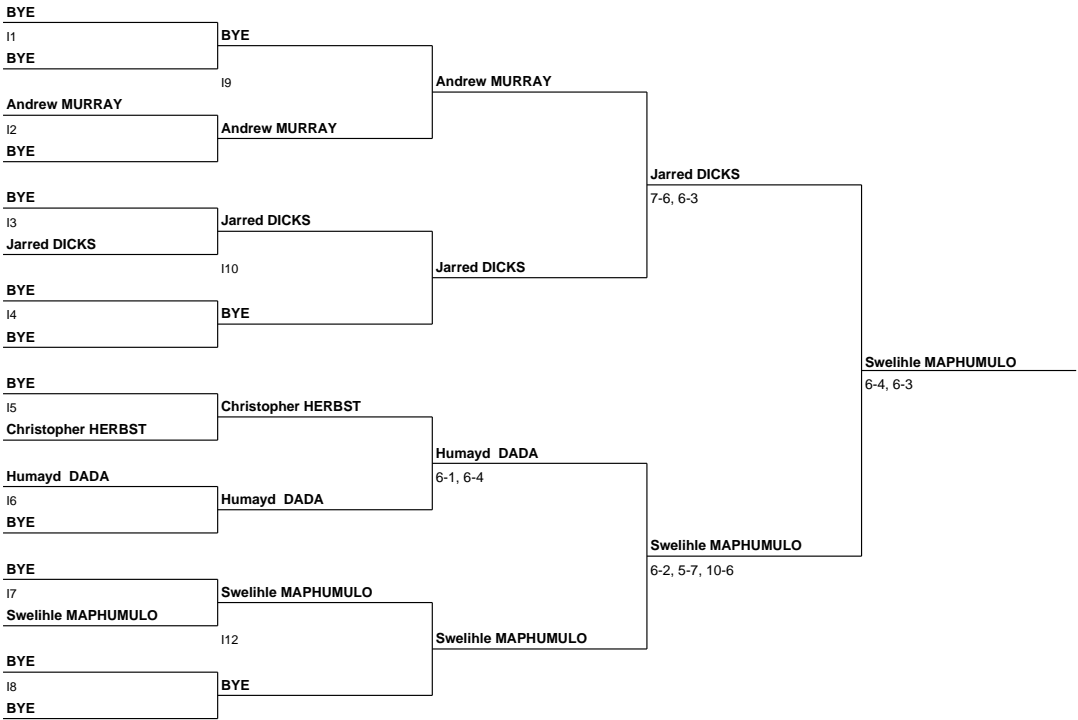 BYE
I1
BYE
BYE
I9
Andrew MURRAY
Andrew MURRAY
I2
Andrew MURRAY
BYE
Jarred DICKS
7-6, 6-3
BYE
I3
Jarred DICKS
Jarred DICKS
I10
Jarred DICKS
BYE
I4
BYE
BYE
Swelihle MAPHUMULO
6-4, 6-3
BYE
I5
Christopher HERBST
Christopher HERBST
Humayd  DADA
6-1, 6-4
Humayd  DADA
I6
Humayd  DADA
BYE
Swelihle MAPHUMULO
6-2, 5-7, 10-6
BYE
I7
Swelihle MAPHUMULO
Swelihle MAPHUMULO
I12
Swelihle MAPHUMULO
BYE
I8
BYE
BYE